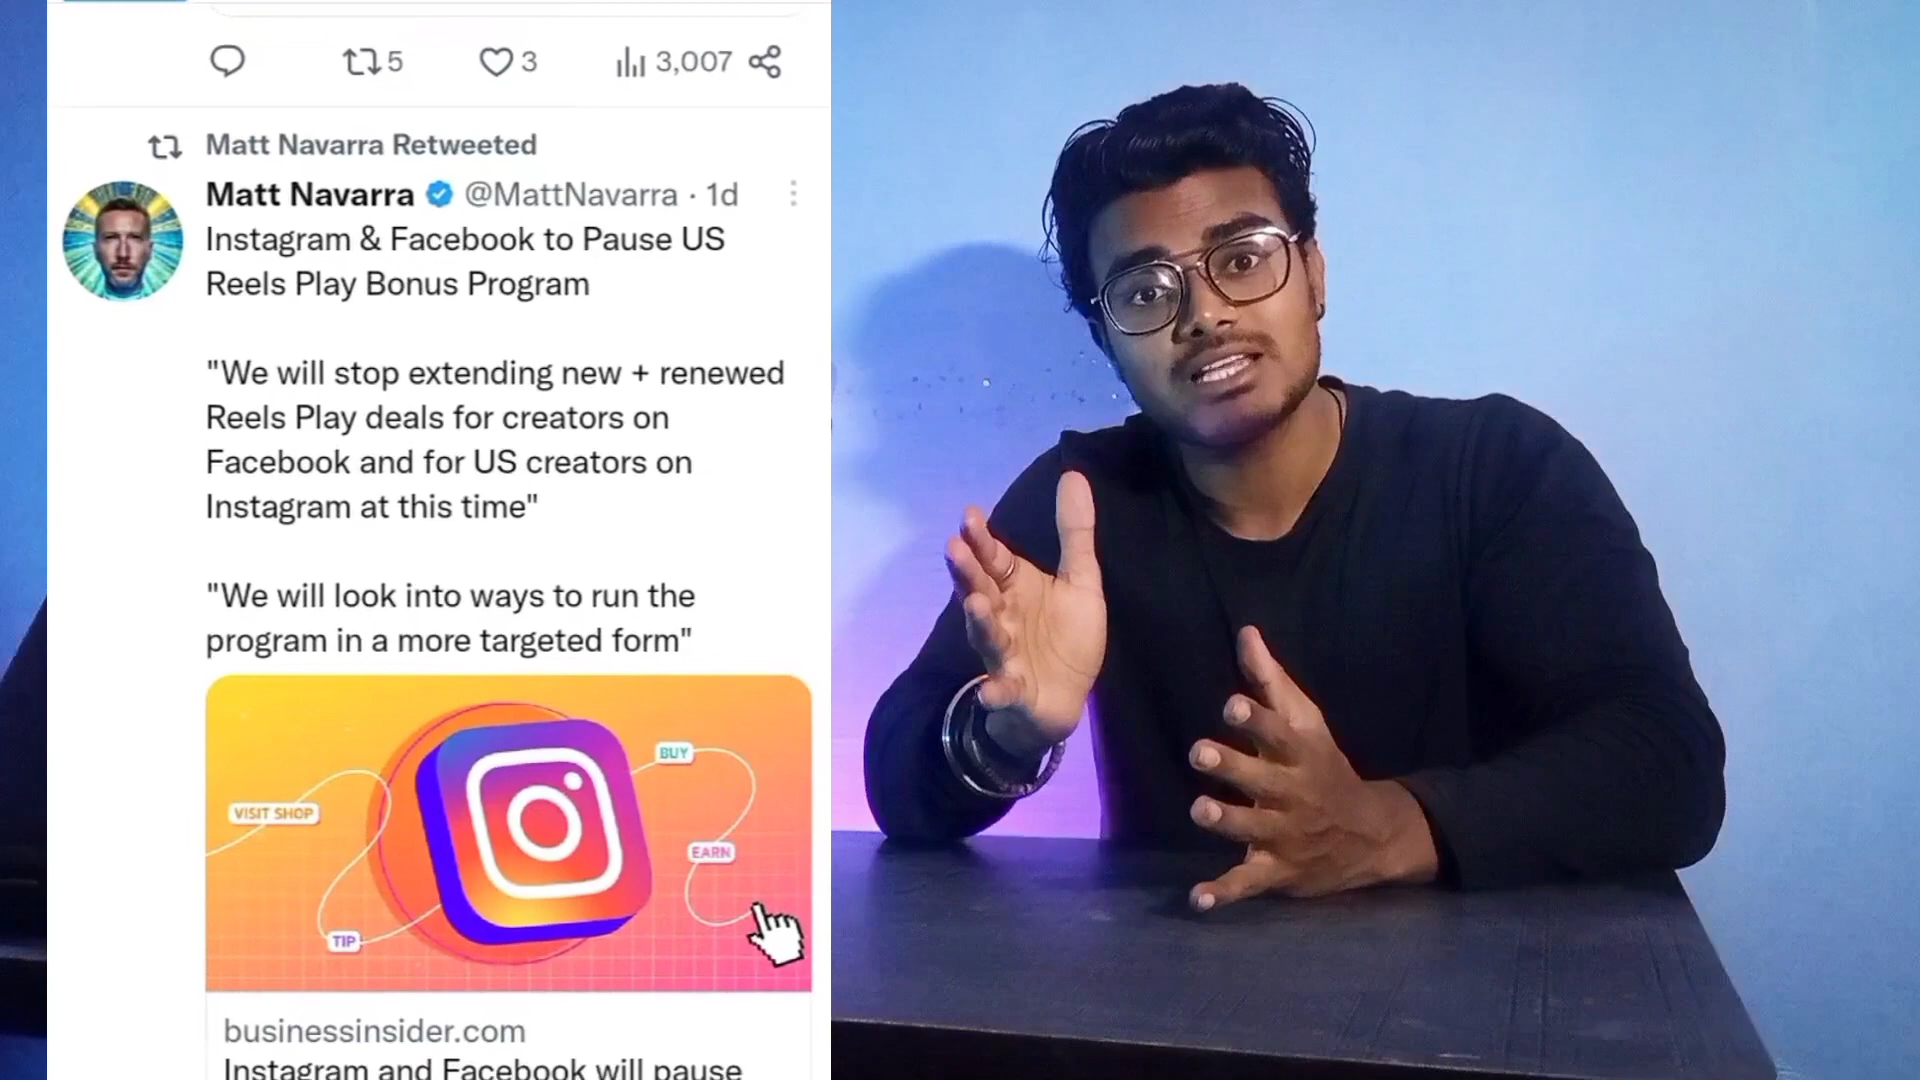 5 3 3,007
Matt Navarra Retweeted
Matt Navarra @MattNavarra · 1d
Instagram & Facebook to Pause US
Reels Play Bonus Program
"We will stop extending new + renewed
Reels Play deals for creators on
Facebook and for US creators on
Instagram at this time"
"We will look into ways to run the
program in a more targeted form"
BUY
VISIT SHOP
EARN
TIP
businessinsider.com
Instagram and Facebook will pause